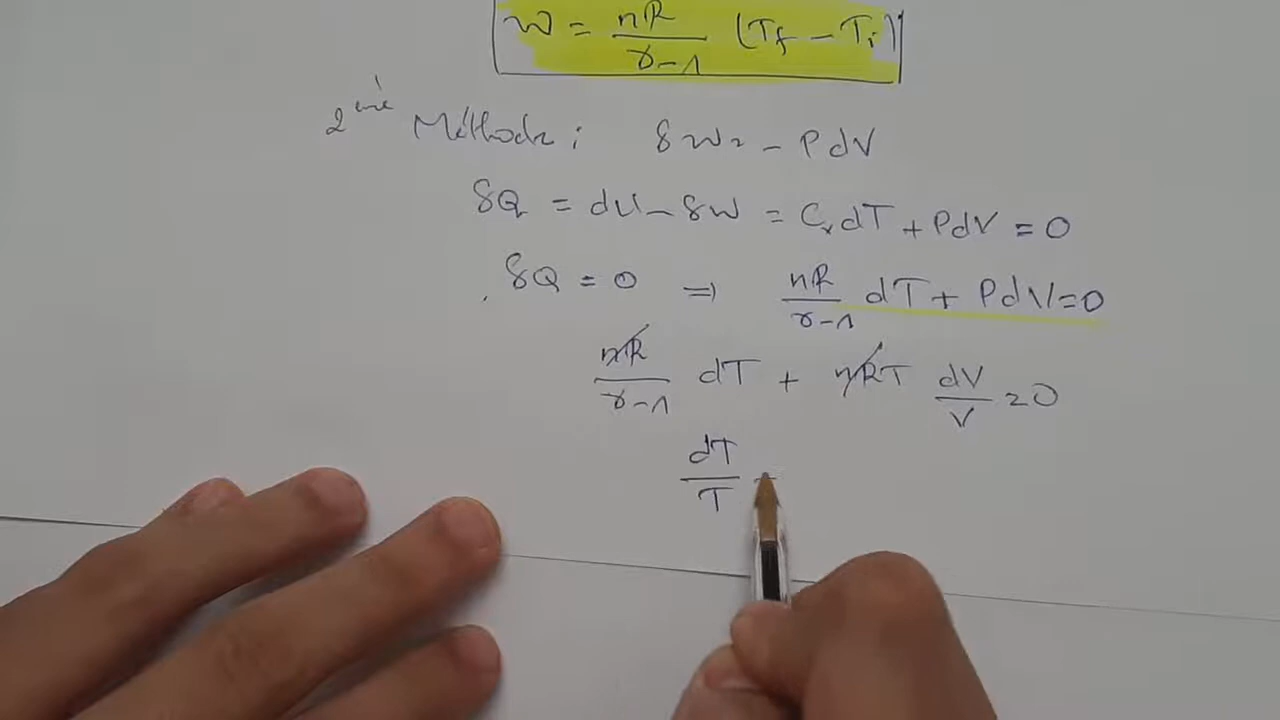 W = nR/γ-1 (Tf - Ti)
2ème Méthode : δW = - PdV
δQ = dU - δW = CvdT + PdV = 0
δQ = 0 ⇒ nR/γ-1 dT + PdV = 0
nR/γ-1 dT + nRT dV/V = 0
dT/T